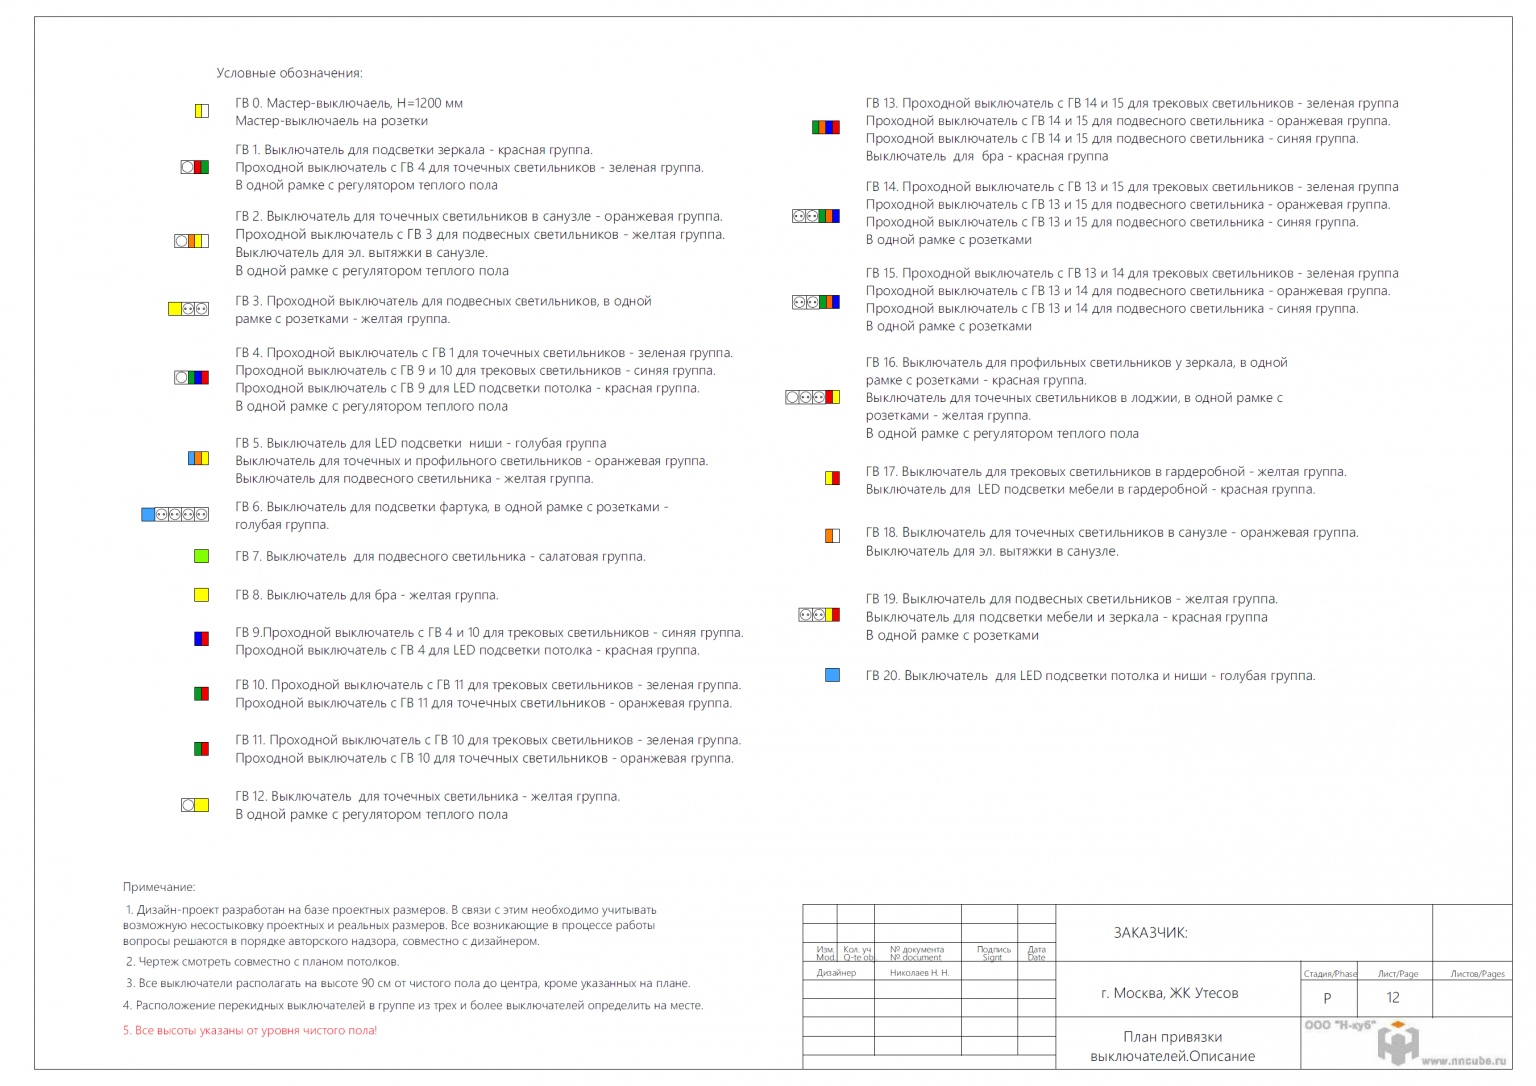 Условные обозначения:
ГВ 0. Мастер-выключаель, Н=1200 мм
Мастер-выключаель на розетки
ГВ 1. Выключатель для подсветки зеркала - красная группа.
Проходной выключатель с ГВ 4 для точечных светильников - зеленая группа.
В одной рамке с регулятором теплого пола
ГВ 2. Выключатель для точечных светильников в санузле - оранжевая группа.
Проходной выключатель с ГВ 3 для подвесных светильников - желтая группа.
Выключатель для эл. вытяжки в санузле.
В одной рамке с регулятором теплого пола
ГВ 3. Проходной выключатель для подвесных светильников, в одной
рамке с розетками - желтая группа.
ГВ 4. Проходной выключатель с ГВ 1 для точечных светильников - зеленая группа.
Проходной выключатель с ГВ 9 и 10 для трековых светильников - синяя группа.
Проходной выключатель с ГВ 9 для LED подсветки потолка - красная группа.
В одной рамке с регулятором теплого пола
ГВ 5. Выключатель для LED подсветки  ниши - голубая группа
Выключатель для точечных и профильного светильников - оранжевая группа.
Выключатель для подвесного светильника - желтая группа.
ГВ 6. Выключатель для подсветки фартука, в одной рамке с розетками -
голубая группа.
ГВ 7. Выключатель  для подвесного светильника - салатовая группа.
ГВ 8. Выключатель для бра - желтая группа.
ГВ 9.Проходной выключатель с ГВ 4 и 10 для трековых светильников - синяя группа.
Проходной выключатель с ГВ 4 для LED подсветки потолка - красная группа.
ГВ 10. Проходной выключатель с ГВ 11 для трековых светильников - зеленая группа.
Проходной выключатель с ГВ 11 для точечных светильников - оранжевая группа.
ГВ 11. Проходной выключатель с ГВ 10 для трековых светильников - зеленая группа.
Проходной выключатель с ГВ 10 для точечных светильников - оранжевая группа.
ГВ 12. Выключатель  для точечных светильника - желтая группа.
В одной рамке с регулятором теплого пола
ГВ 13. Проходной выключатель с ГВ 14 и 15 для трековых светильников - зеленая группа
Проходной выключатель с ГВ 14 и 15 для подвесного светильника - оранжевая группа.
Проходной выключатель с ГВ 14 и 15 для подвесного светильника - синяя группа.
Выключатель  для  бра - красная группа
ГВ 14. Проходной выключатель с ГВ 13 и 15 для трековых светильников - зеленая группа
Проходной выключатель с ГВ 13 и 15 для подвесного светильника - оранжевая группа.
Проходной выключатель с ГВ 13 и 15 для подвесного светильника - синяя группа.
В одной рамке с розетками
ГВ 15. Проходной выключатель с ГВ 13 и 14 для трековых светильников - зеленая группа
Проходной выключатель с ГВ 13 и 14 для подвесного светильника - оранжевая группа.
Проходной выключатель с ГВ 13 и 14 для подвесного светильника - синяя группа.
В одной рамке с розетками
ГВ 16. Выключатель для профильных светильников у зеркала, в одной
рамке с розетками - красная группа.
Выключатель для точечных светильников в лоджии, в одной рамке с
розетками - желтая группа.
В одной рамке с регулятором теплого пола
ГВ 17. Выключатель для трековых светильников в гардеробной - желтая группа.
Выключатель для  LED подсветки мебели в гардеробной - красная группа.
ГВ 18. Выключатель для точечных светильников в санузле - оранжевая группа.
Выключатель для эл. вытяжки в санузле.
ГВ 19. Выключатель для подвесных светильников - желтая группа.
Выключатель для подсветки мебели и зеркала - красная группа
В одной рамке с розетками
ГВ 20. Выключатель  для LED подсветки потолка и ниши - голубая группа.
Примечание:
1. Дизайн-проект разработан на базе проектных размеров. В связи с этим необходимо учитывать
возможную несостыковку проектных и реальных размеров. Все возникающие в процессе работы
вопросы решаются в порядке авторского надзора, совместно с дизайнером.
2. Чертеж смотреть совместно с планом потолков.
3. Все выключатели располагать на высоте 90 см от чистого пола до центра, кроме указанных на плане.
4. Расположение перекидных выключателей в группе из трех и более выключателей определить на месте.
5. Все высоты указаны от уровня чистого пола!
Изм. Кол. уч № документа Подпись Дата
Mod. Q-te obj № document Signt Date
Дизайнер Николаев Н. Н.
ЗАКАЗЧИК:
г. Москва, ЖК Утесов
Стадия/Phase Лист/Page Листов/Pages
Р 12
План привязки
выключателей.Описание
ООО "Н-куб"
www.nncube.ru